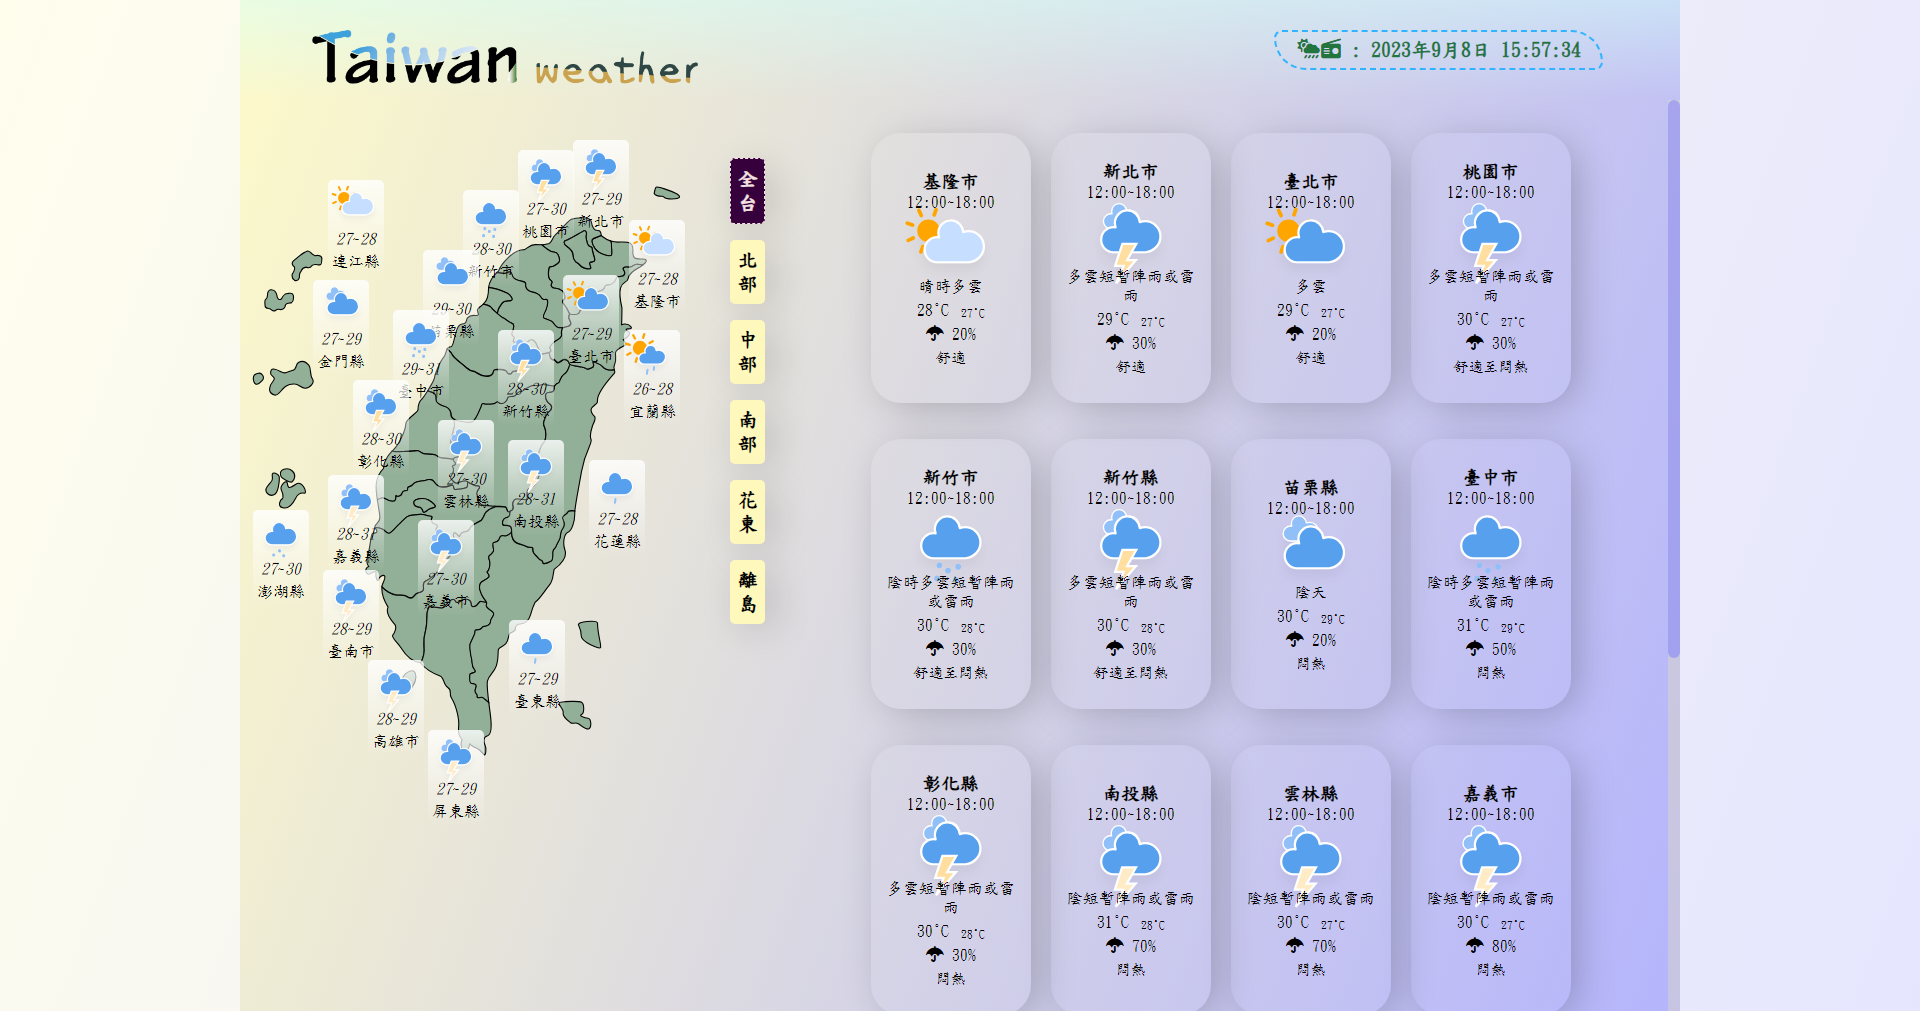 Taiwan weather
: 2023年9月8日 15:57:34
27~29
新北市
27~30
桃園市
27~28
連江縣
28~30
新竹市
27~28
基隆市
29~30
苗栗縣
27~29
金門縣
27~29
臺北市
29~31
臺中市
28~30
新竹縣
26~28
宜蘭縣
28~30
彰化縣
27~30
雲林縣
28~31
南投縣
27~28
花蓮縣
28~31
嘉義縣
27~30
澎湖縣
27~30
嘉義市
28~29
臺南市
27~29
臺東縣
28~29
高雄市
27~29
屏東縣
全台
北部
中部
南部
花東
離島
基隆市
12:00~18:00
晴時多雲
28°C 27°C
20%
舒適
新北市
12:00~18:00
多雲短暫陣雨或雷
雨
29°C 27°C
30%
舒適
臺北市
12:00~18:00
多雲
29°C 27°C
20%
舒適
桃園市
12:00~18:00
多雲短暫陣雨或雷
雨
30°C 27°C
30%
舒適至悶熱
新竹市
12:00~18:00
陰時多雲短暫陣雨
或雷雨
30°C 28°C
30%
舒適至悶熱
新竹縣
12:00~18:00
多雲短暫陣雨或雷
雨
30°C 28°C
30%
舒適至悶熱
苗栗縣
12:00~18:00
陰天
30°C 29°C
20%
悶熱
臺中市
12:00~18:00
陰時多雲短暫陣雨
或雷雨
31°C 29°C
50%
悶熱
彰化縣
12:00~18:00
多雲短暫陣雨或雷
雨
30°C 28°C
30%
悶熱
南投縣
12:00~18:00
陰短暫陣雨或雷雨
31°C 28°C
70%
悶熱
雲林縣
12:00~18:00
陰短暫陣雨或雷雨
30°C 27°C
70%
悶熱
嘉義市
12:00~18:00
陰短暫陣雨或雷雨
30°C 27°C
80%
悶熱